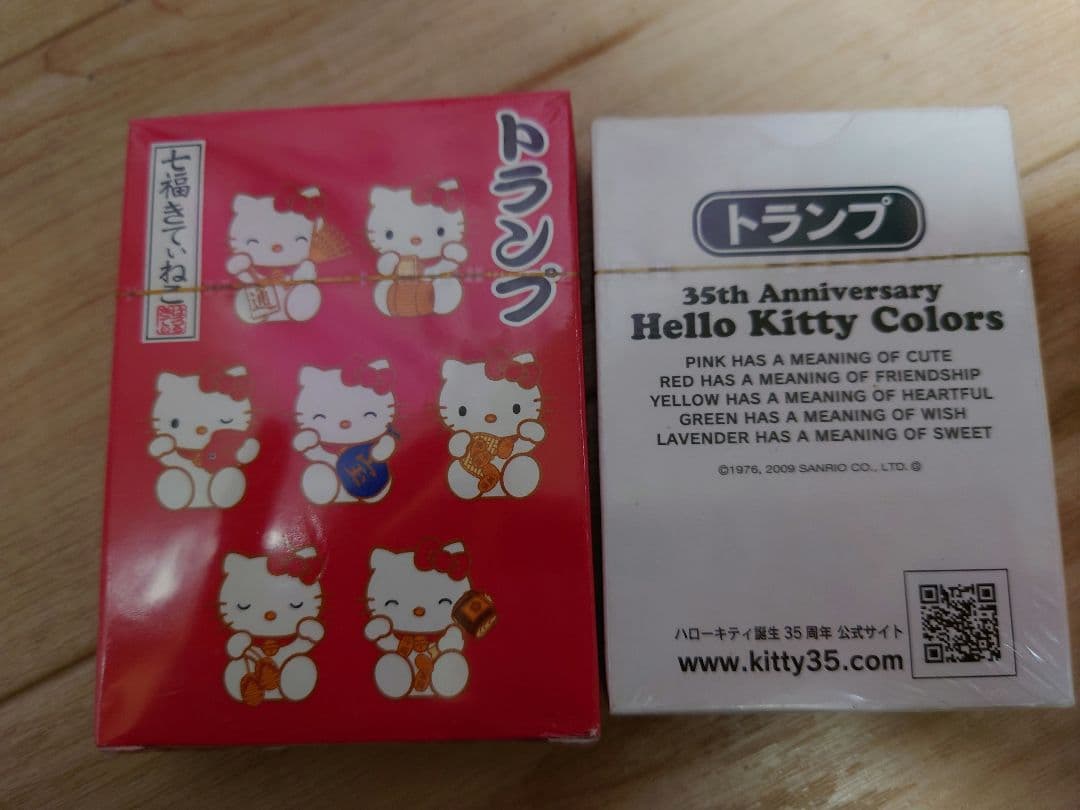 トランプ
七福きてぃねこ
トランプ
35th Anniversary
Hello Kitty Colors
PINK HAS A MEANING OF CUTE
RED HAS A MEANING OF FRIENDSHIP
YELLOW HAS A MEANING OF HEARTFUL
GREEN HAS A MEANING OF WISH
LAVENDER HAS A MEANING OF SWEET
©1976, 2009 SANRIO CO., LTD.
ハローキティ誕生 35 周年 公式サイト
www.kitty35.com